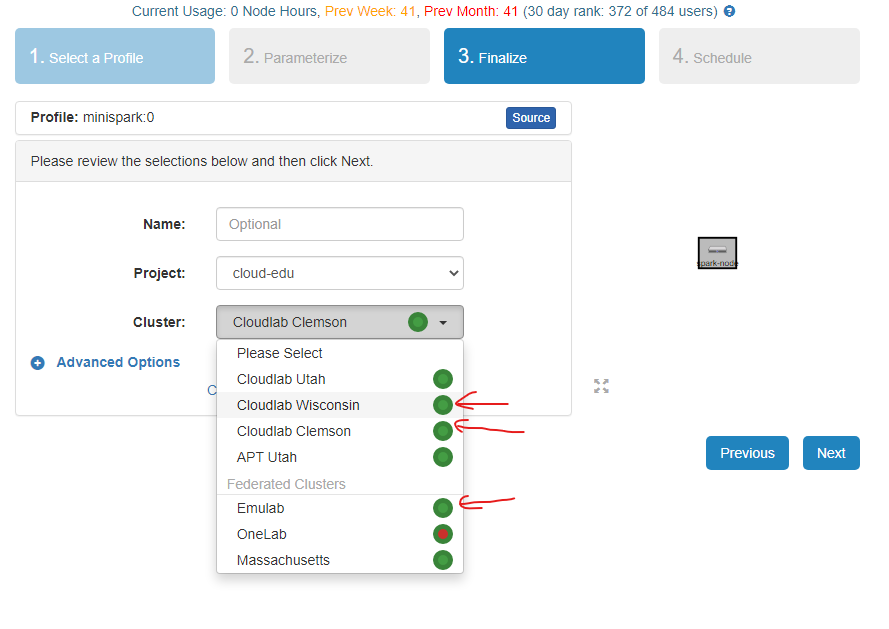 Current Usage: 0 Node Hours, Prev Week: 41, Prev Month: 41 (30 day rank: 372 of 484 users) ?
1. Select a Profile
2. Parameterize
3. Finalize
4. Schedule
Profile: minispark:0
Source
Please review the selections below and then click Next.
Name:
Optional
Project:
cloud-edu
Cluster:
Cloudlab Clemson
Please Select
Advanced Options
Cloudlab Utah
C
Cloudlab Wisconsin
Cloudlab Clemson
APT Utah
Federated Clusters
Emulab
OneLab
Massachusetts
spark-node
Previous
Next